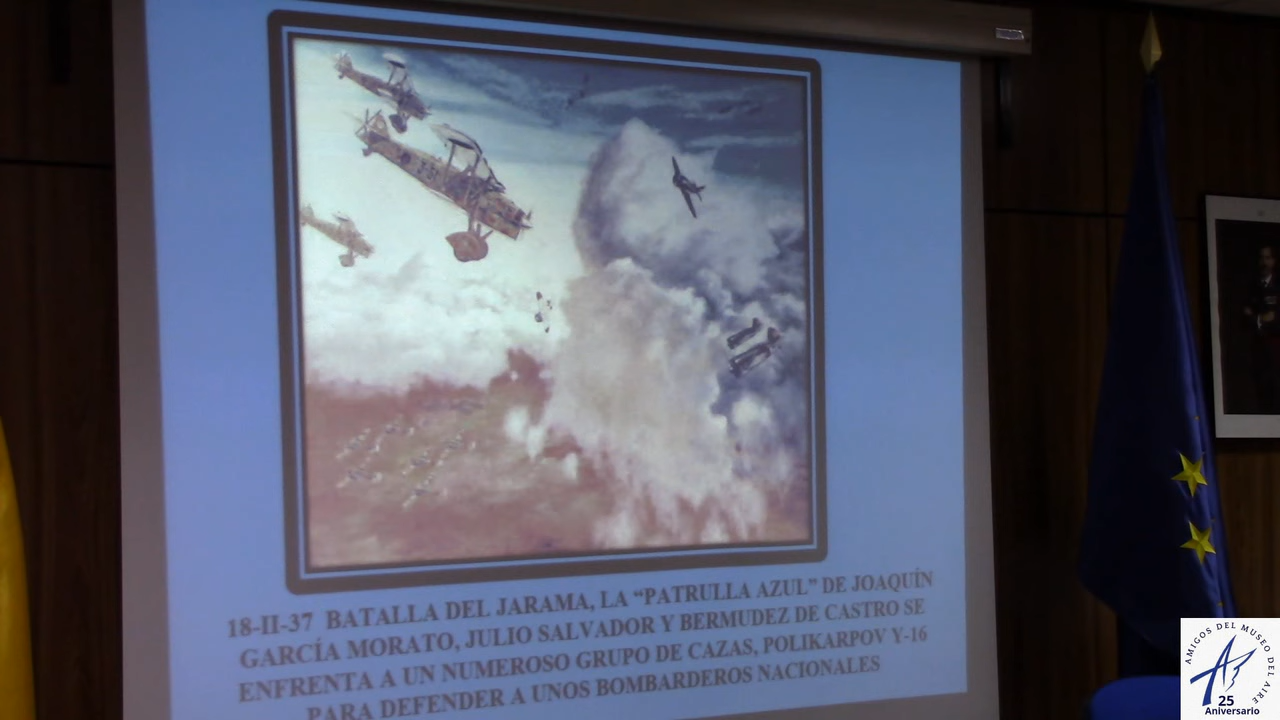 18-II-37 BATALLA DEL JARAMA, LA “PATRULLA AZUL” DE JOAQUÍN
GARCÍA MORATO, JULIO SALVADOR Y BERMUDEZ DE CASTRO SE
ENFRENTA A UN NUMEROSO GRUPO DE CAZAS, POLIKARPOV Y-16
PARA DEFENDER A UNOS BOMBARDEROS NACIONALES
AMIGOS DEL MUSEO DEL AIRE
25
Aniversario